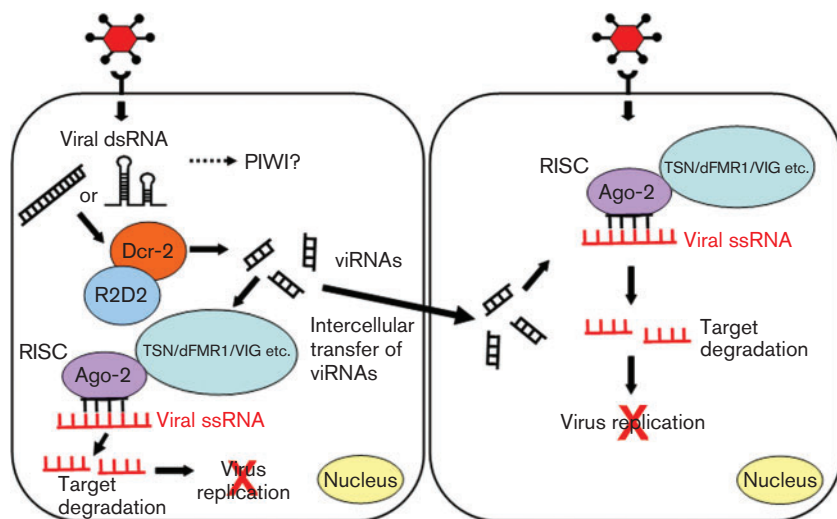 Viral dsRNA
PIWI?
or
Dcr-2
R2D2
viRNAs
Intercellular
transfer of
viRNAs
TSN/dFMR1/VIG etc.
RISC
Ago-2
Viral ssRNA
Target
degradation
Virus
replication
Nucleus
RISC
Ago-2
TSN/dFMR1/VIG etc.
Viral ssRNA
Target
degradation
Virus replication
Nucleus